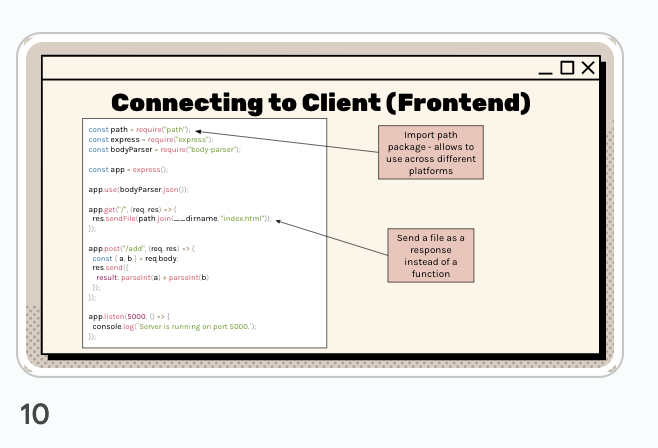 Connecting to Client (Frontend)
const path = require("path");
const express = require("express");
const bodyParser = require("body-parser");
const app = express();
app.use(bodyParser.json());
app.get("/", (req, res) => {
res.sendFile(path.join(__dirname, "index.html"));
});
app.post("/add", (req, res) => {
const { a, b } = req.body;
res.send({
result: parseInt(a) + parseInt(b)
});
});
app.listen(5000, () => {
console.log(`Server is running on port 5000.`);
});
Import path
package - allows to
use across different
platforms
Send a file as a
response
instead of a
function
10